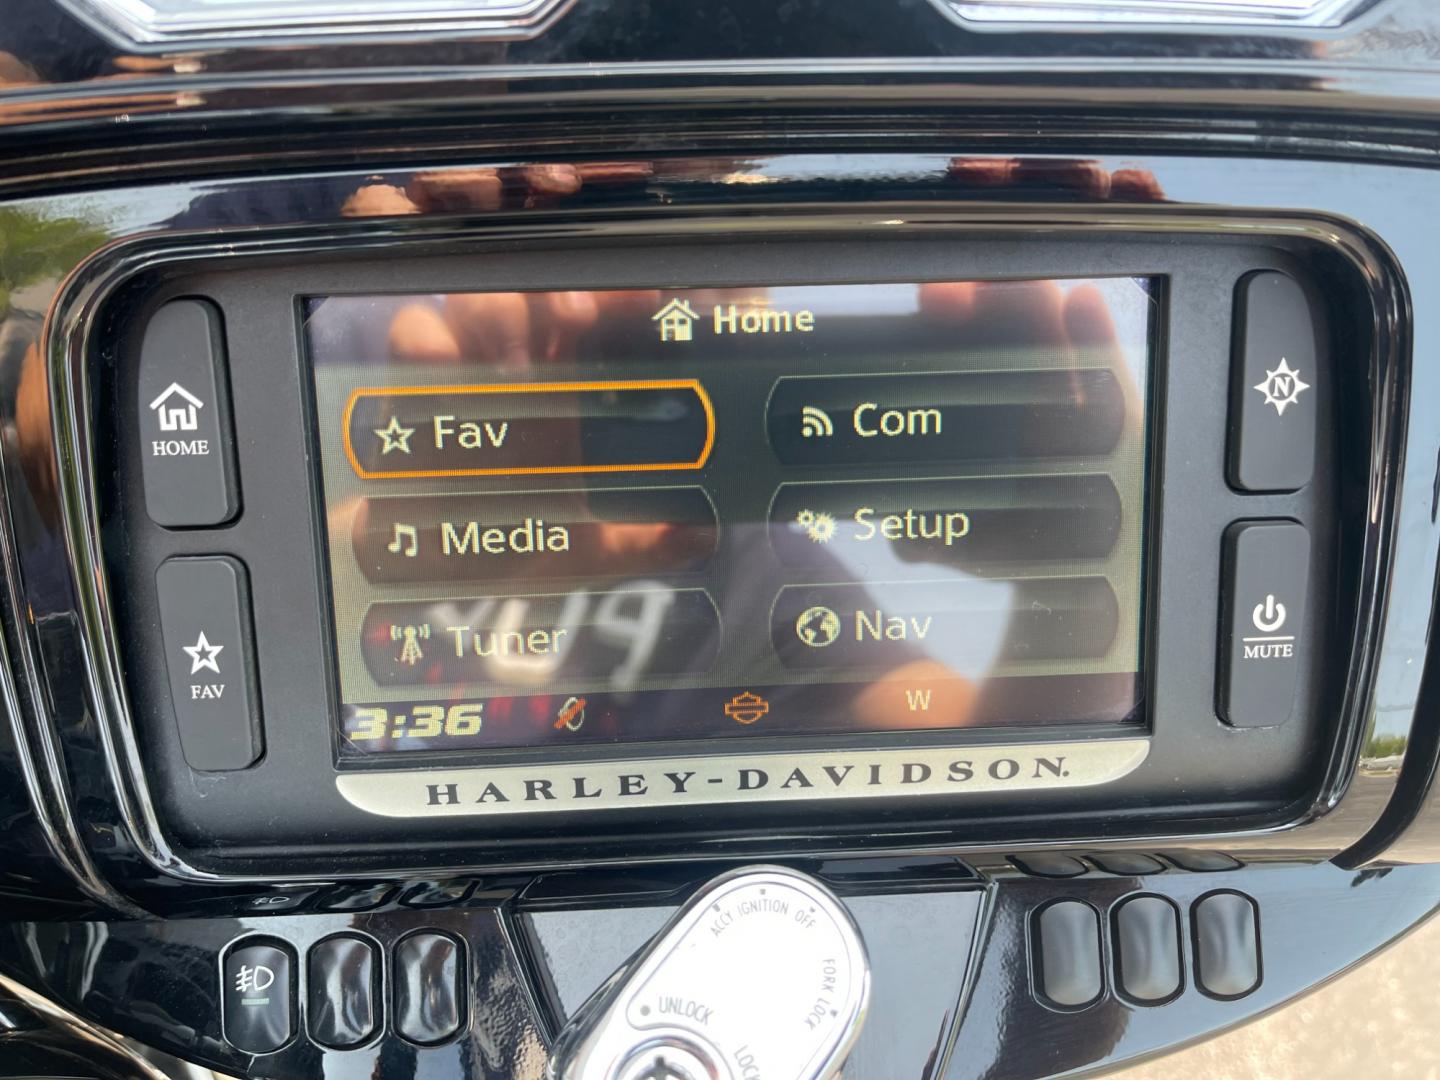 Home
Fav
Com
HOME
N
Media
Setup
Tuner
Nav
FAV
MUTE
3:36
W
HARLEY-DAVIDSON.
ACCY IGNITION OFF
FORK LOCK
UNLOCK
LOCK